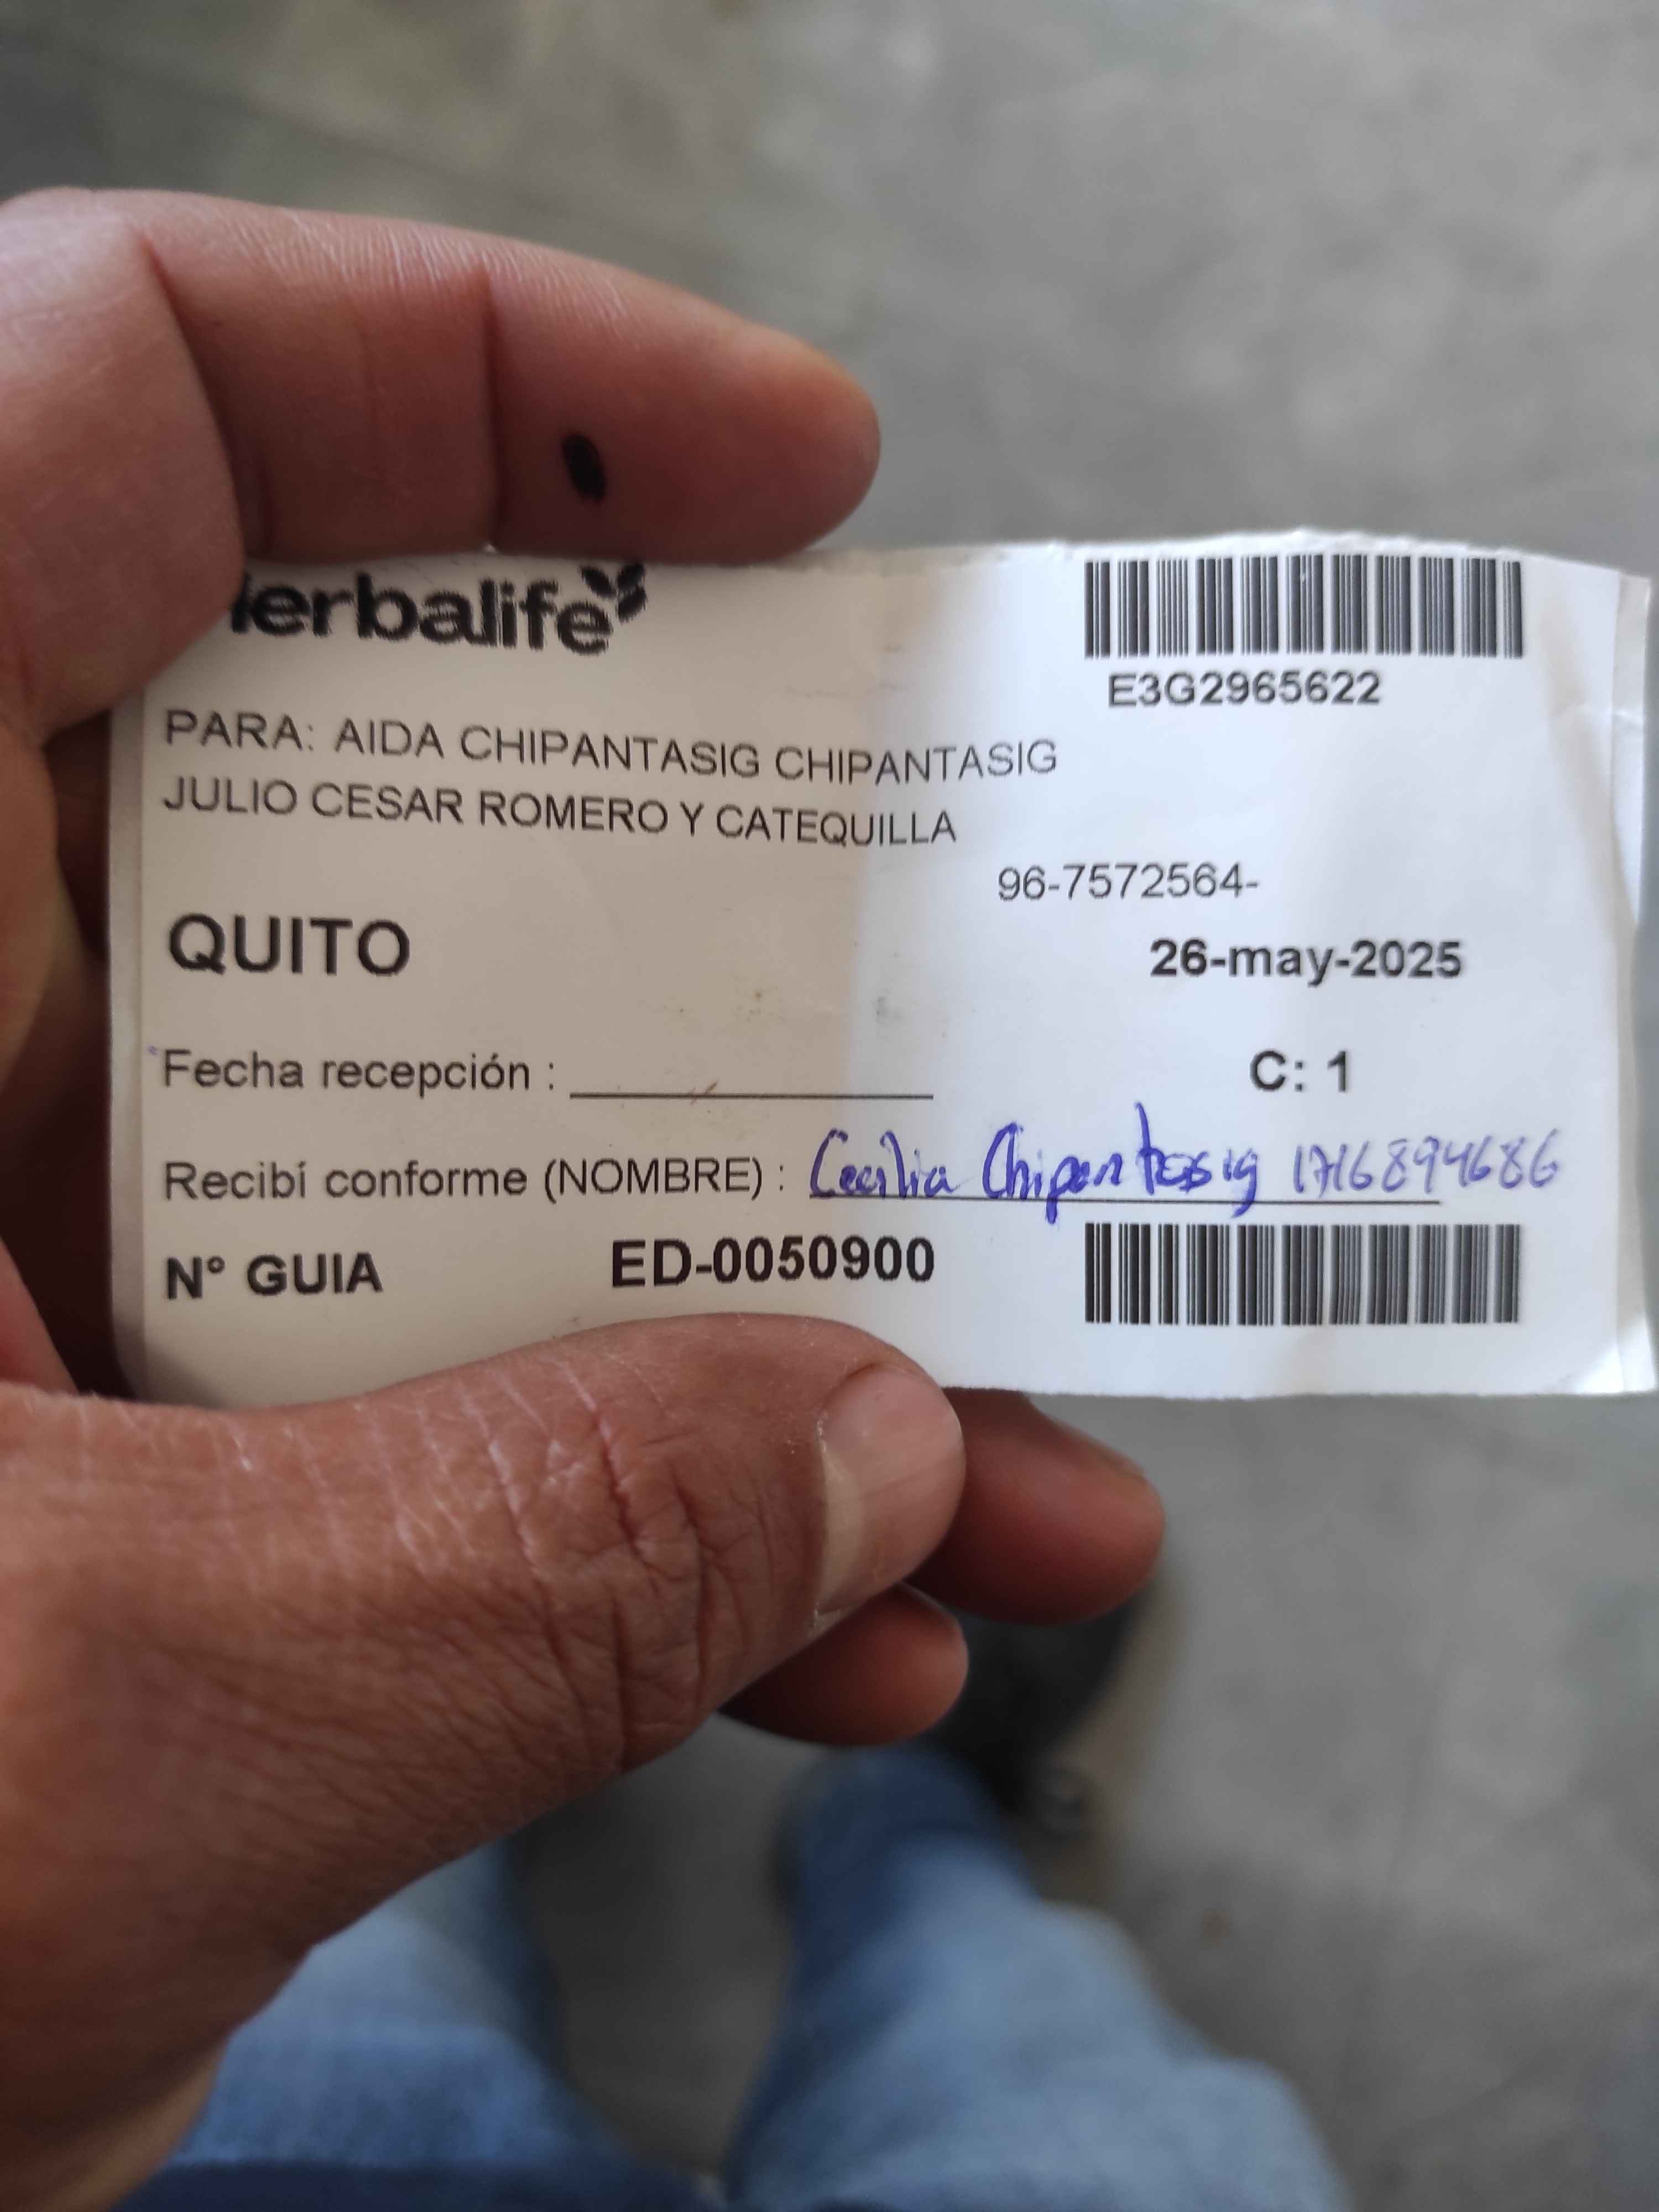 Herbalife
E3G2965622
PARA: AIDA CHIPANTASIG CHIPANTASIG
JULIO CESAR ROMERO Y CATEQUILLA
96-7572564-
QUITO
26-may-2025
Fecha recepción :
C: 1
Recibí conforme (NOMBRE) : Cecilia Chipantasig 1716894686
N° GUIA ED-0050900